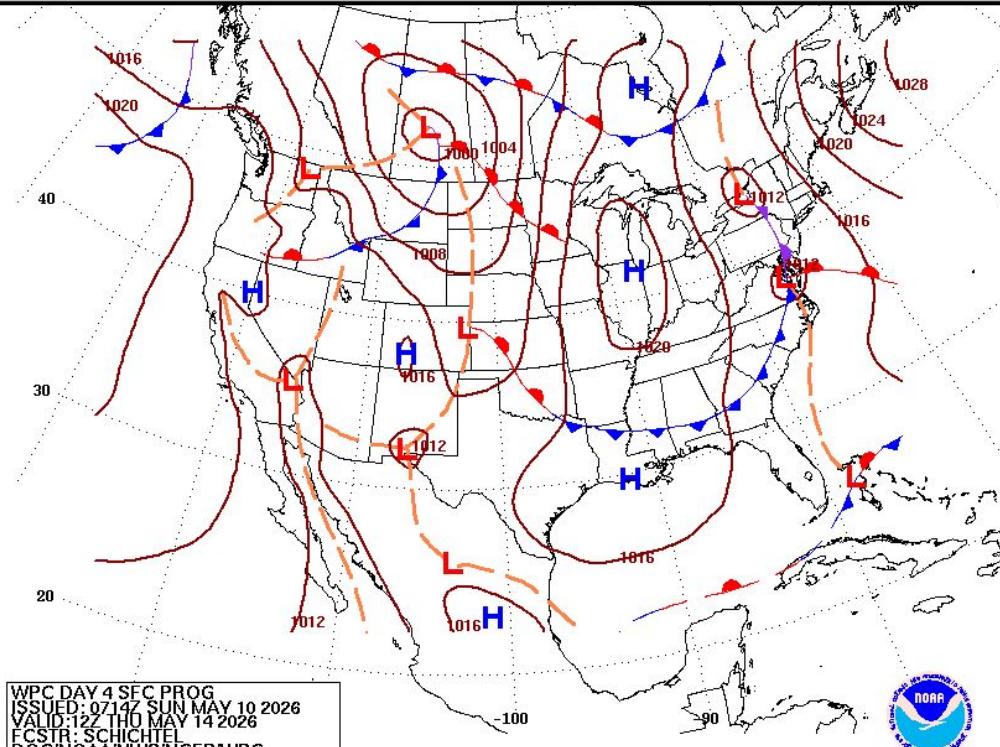 1016
1020
1028
1024
1020
1016
1000
1004
1012
1008
1012
1020
1016
1012
1016
1012
1016
L
L
L
L
L
L
L
L
L
L
H
H
H
H
H
H
40
30
20
-100
-90
WPC DAY 4 SFC PROG
ISSUED: 0714Z SUN MAY 10 2026
VALID:12Z THU MAY 14 2026
FCSTR: SCHICHTEL
NOAA